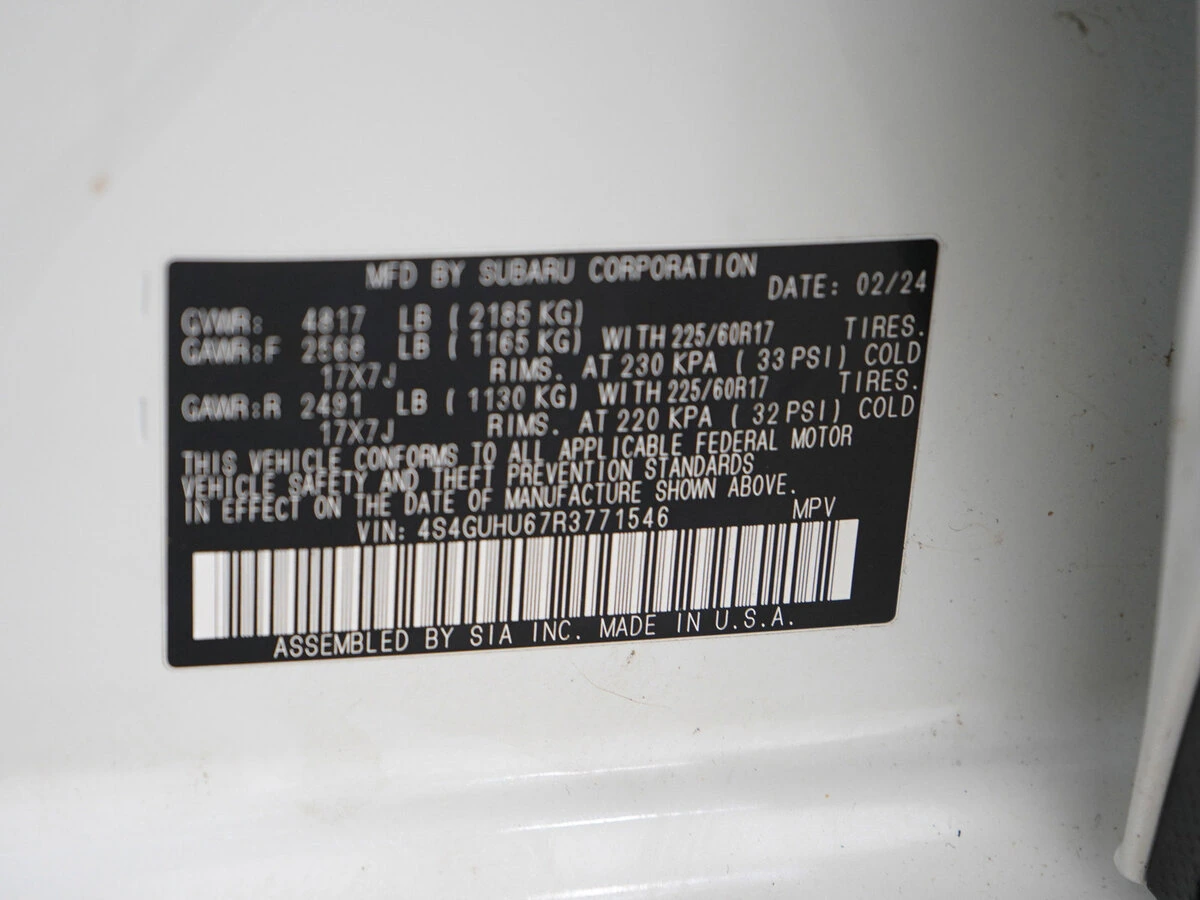 MFD BY SUBARU CORPORATION
DATE: 02/24
GVWR: 4817 LB ( 2185 KG)
GAWR:F 2568 LB ( 1165 KG) WITH 225/60R17 TIRES.
17X7J RIMS. AT 230 KPA ( 33 PSI) COLD
GAWR:R 2491 LB ( 1130 KG) WITH 225/60R17 TIRES.
17X7J RIMS. AT 220 KPA ( 32 PSI) COLD
THIS VEHICLE CONFORMS TO ALL APPLICABLE FEDERAL MOTOR
VEHICLE SAFETY AND THEFT PREVENTION STANDARDS
IN EFFECT ON THE DATE OF MANUFACTURE SHOWN ABOVE.
VIN: 4S4GUHU67R3771546 MPV
ASSEMBLED BY SIA INC. MADE IN U.S.A.